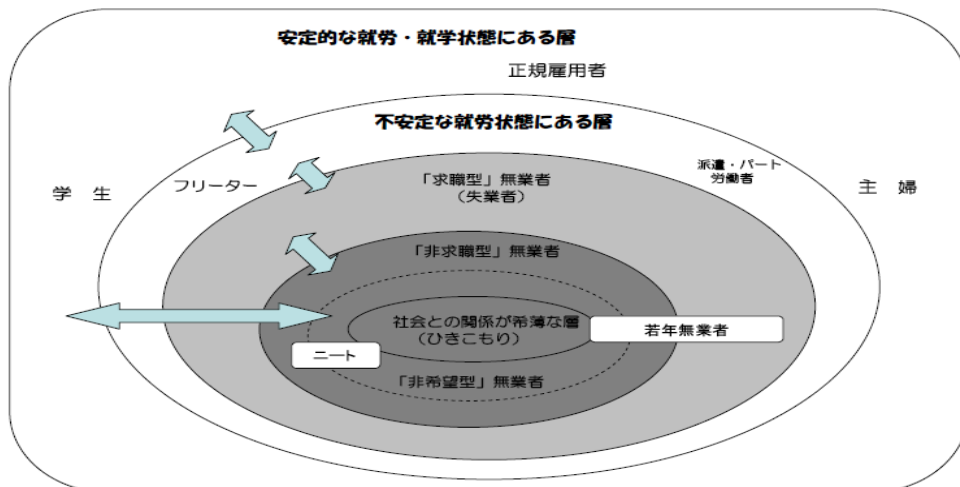 安定的な就労・就学状態にある層
正規雇用者
不安定な就労状態にある層
派遣・パート
労働者
フリーター
「求職型」無業者
（失業者）
学　生
主　婦
「非求職型」無業者
社会との関係が希薄な層
（ひきこもり）
若年無業者
ニート
「非希望型」無業者